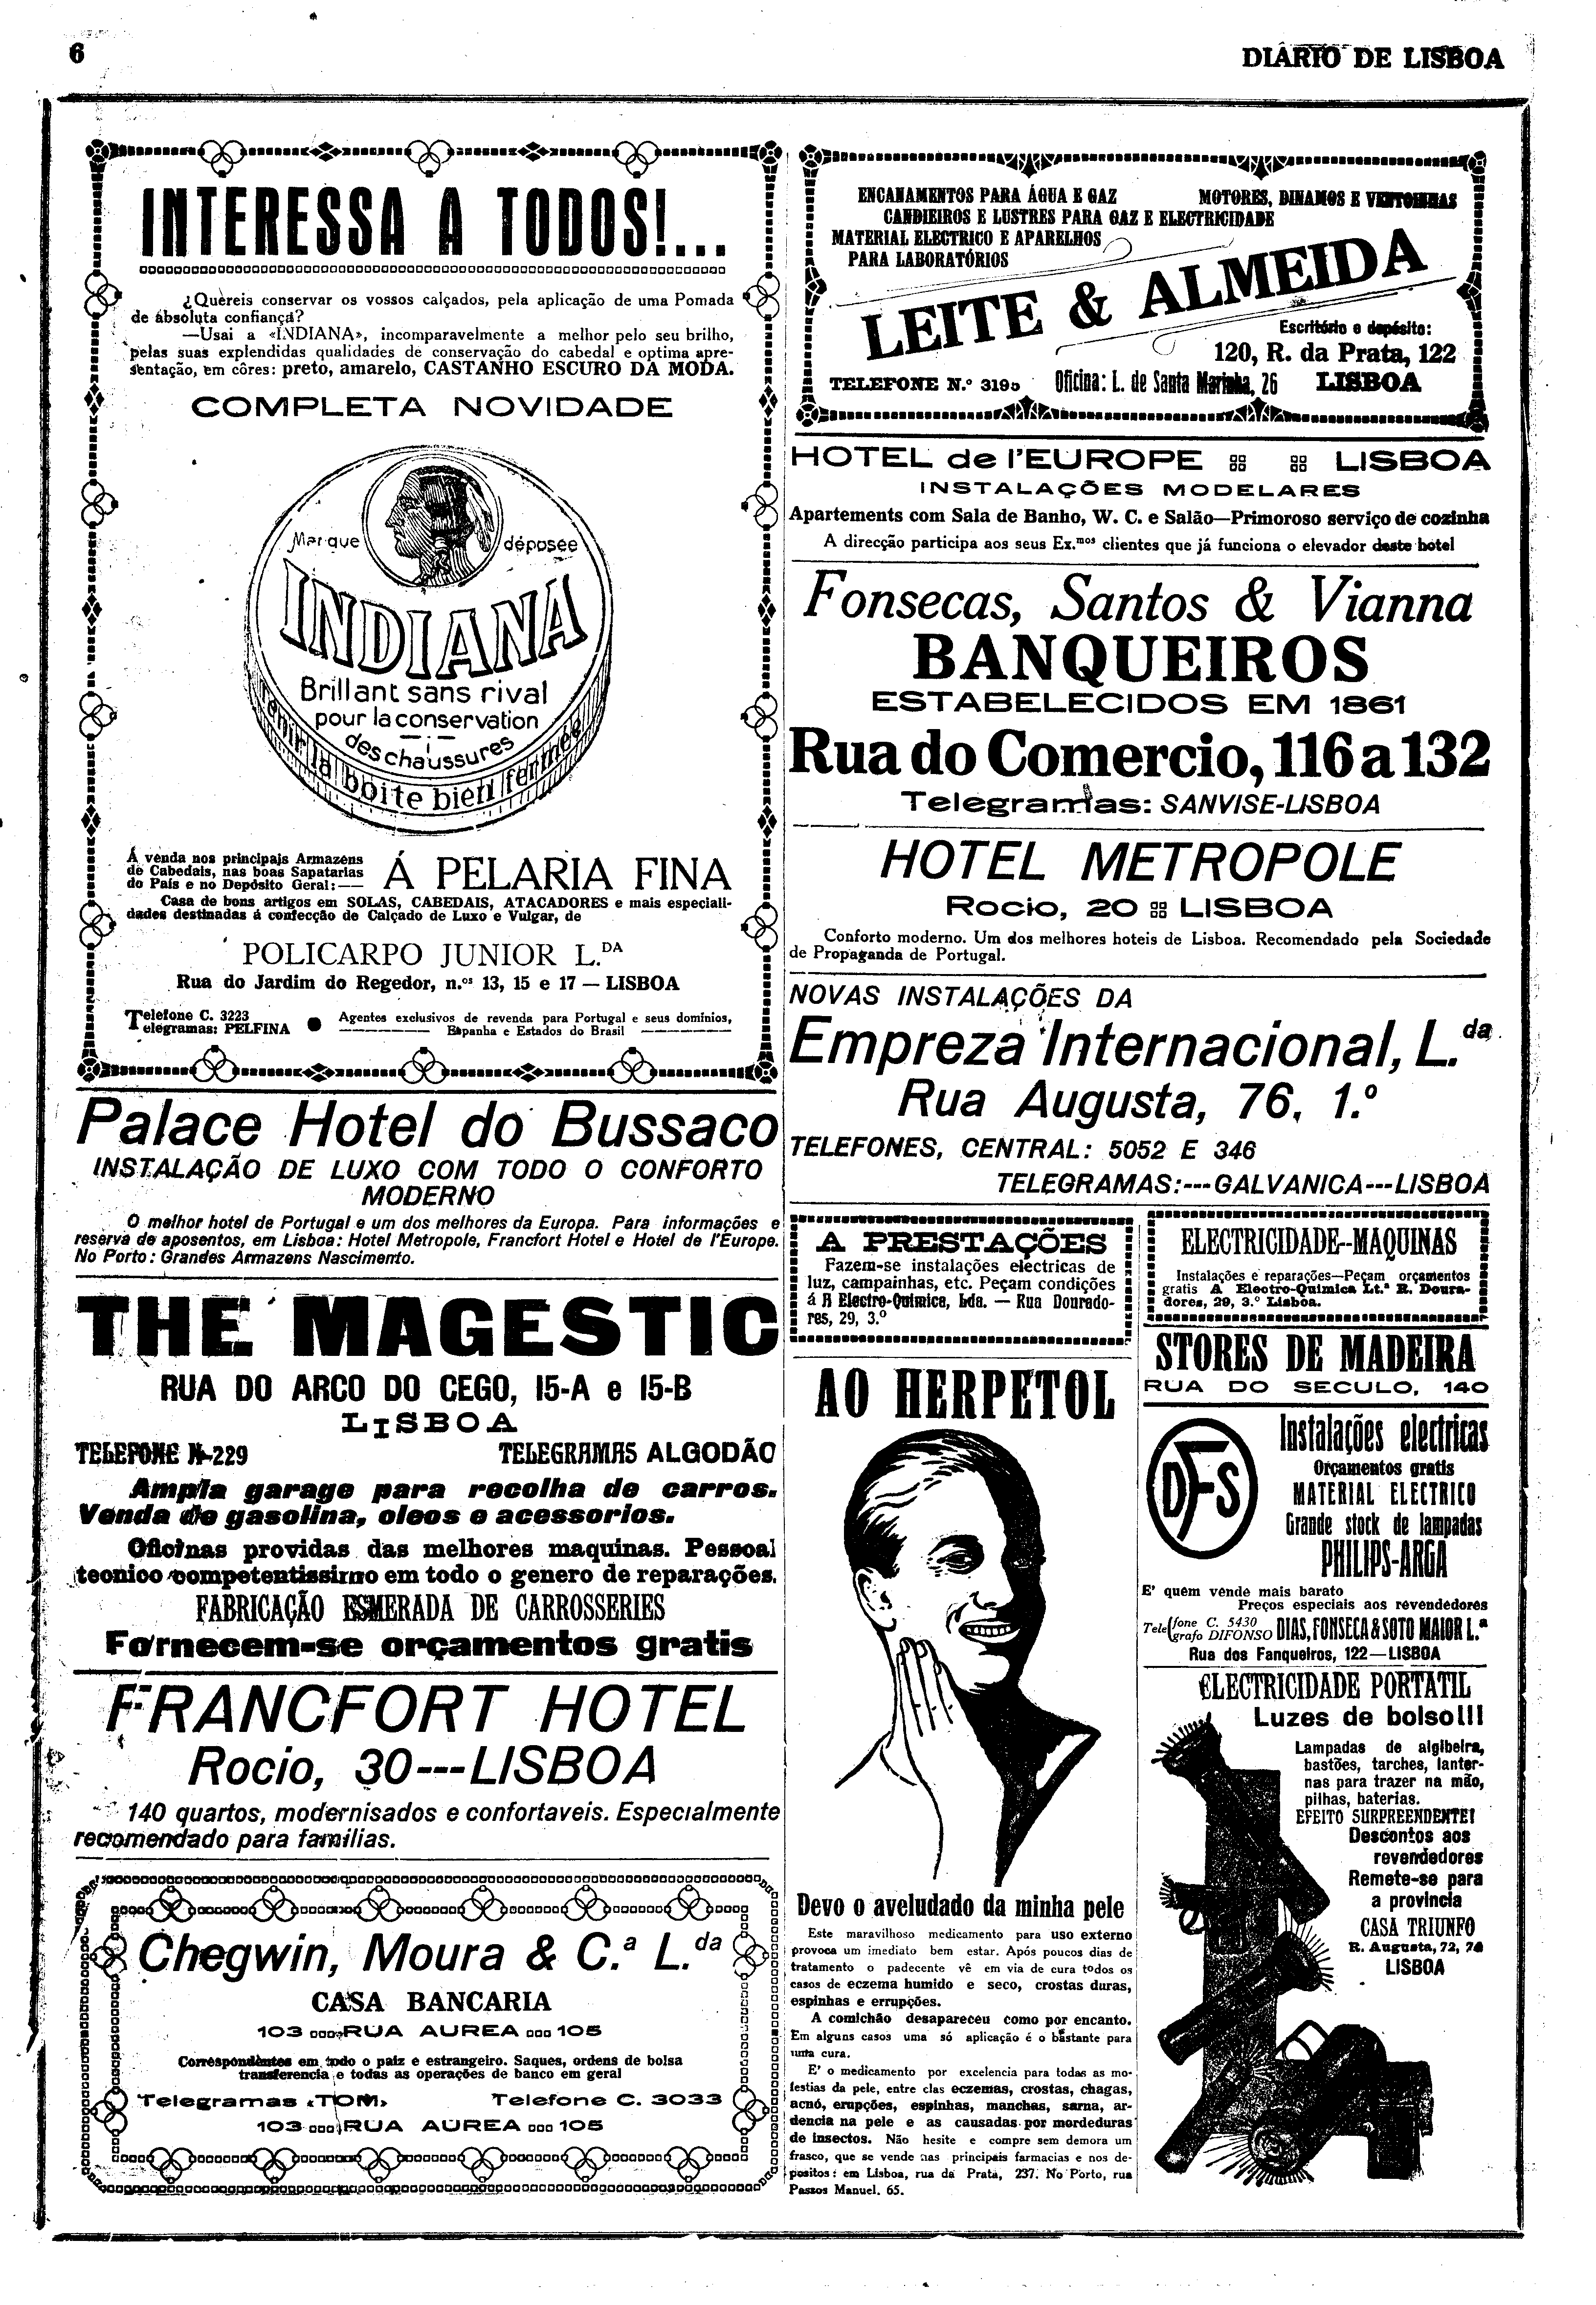 6
DIÁRIO DE LISBOA
INTERESSA A TODOS!...
¿Quereis conservar os vossos calçados, pela aplicação de uma Pomada
de absoluta confiança?
—Usai a «INDIANA», incomparavelmente a melhor pelo seu brilho,
pelas suas explendidas qualidades de conservação do cabedal e optima apre-
sentação, em côres: preto, amarelo, CASTANHO ESCURO DA MODA.
COMPLETA NOVIDADE
Marque déposée
INDIANA
Brillant sans rival
pour la conservation
des chaussures
la boite bien fermée
Á venda nos principais Armazens
de Cabedais, nas boas Sapatarias
do País e no Depósito Geral:—
Á PELARIA FINA
Casa de bons artigos em SOLAS, CABEDAIS, ATACADORES e mais especiali-
dades destinadas á confecção de Calçado de Luxo e Vulgar, de
POLICARPO JUNIOR L.DA
Rua do Jardim do Regedor, n.os 13, 15 e 17 — LISBOA
Telefone C. 3223
Telegramas: PELFINA
Agentes exclusivos de revenda para Portugal e seus domínios,
Espanha e Estados do Brasil
Palace Hotel do Bussaco
INSTALAÇÃO DE LUXO COM TODO O CONFORTO
MODERNO
O melhor hotel de Portugal e um dos melhores da Europa. Para informações e
reserva de aposentos, em Lisboa: Hotel Metropole, Francfort Hotel e Hotel de l'Europe.
No Porto: Grandes Armazens Nascimento.
THE MAGESTIC
RUA DO ARCO DO CEGO, 15-A e 15-B
LISBOA
TELEFONE N-229
TELEGRAMAS ALGODÃO
Ampla garage para recolha de carros.
Venda de gasolina, oleos e acessorios.
Oficinas providas das melhores maquinas. Pessoal
tecnico competentissimo em todo o genero de reparações.
FABRICAÇÃO ESMERADA DE CARROSSERIES
Fornecem-se orçamentos gratis
FRANCFORT HOTEL
Rocio, 30---LISBOA
140 quartos, modernisados e confortaveis. Especialmente
recomendado para familias.
Chegwin, Moura & C.a L.da
CASA BANCARIA
103 RUA AUREA 105
Correspondentes em todo o paiz e estrangeiro. Saques, ordens de bolsa
transferencia e todas as operações de banco em geral
Telegramas «TOM»
Telefone C. 3033
103 RUA AUREA 105
ENCANAMENTOS PARA ÁGUA E GAZ
MOTORES, DINAMOS E VENTOINHAS
CANDIEIROS E LUSTRES PARA GAZ E ELECTRICIDADE
MATERIAL ELECTRICO E APARELHOS
PARA LABORATÓRIOS
LEITE & ALMEIDA
Escritório e depósito:
120, R. da Prata, 122
TELEFONE N.º 3195
Oficina: L. de Santa Marinha, 26
LISBOA
HOTEL de l'EUROPE LISBOA
INSTALAÇÕES MODELARES
Apartements com Sala de Banho, W. C. e Salão—Primoroso serviço de cozinha
A direcção participa aos seus Ex.mos clientes que já funciona o elevador deste hotel
Fonsecas, Santos & Vianna
BANQUEIROS
ESTABELECIDOS EM 1861
Rua do Comercio, 116 a 132
Telegramas: SANVISE-LISBOA
HOTEL METROPOLE
Rocio, 20 LISBOA
Conforto moderno. Um dos melhores hoteis de Lisboa. Recomendado pela Sociedade
de Propaganda de Portugal.
NOVAS INSTALAÇÕES DA
Empreza Internacional, L.da
Rua Augusta, 76, 1.º
TELEFONES, CENTRAL: 5052 E 346
TELEGRAMAS:---GALVANICA---LISBOA
A PRESTAÇÕES
Fazem-se instalações electricas de
luz, campainhas, etc. Peçam condições
á A Electro-Química, Lda. — Rua Dourado-
res, 29, 3.º
ELECTRICIDADE--MAQUINAS
Instalações e reparações—Peçam orçamentos
gratis A Electro-Quimica Lt.ª R. Doura-
dores, 29, 3.º Lisboa.
AO HERPETOL
Devo o aveludado da minha pele
Este maravilhoso medicamento para uso externo
provoca um imediato bem estar. Após poucos dias de
tratamento o padecente vê em via de cura todos os
casos de eczema humido e seco, crostas duras,
espinhas e errupções.
A comichão desapareceu como por encanto.
Em alguns casos uma só aplicação é o bastante para
uma cura.
E' o medicamento por excelencia para todas as mo-
lestias da pele, entre elas eczemas, crostas, chagas,
acnó, erupções, espinhas, manchas, sarna, ar-
dencia na pele e as causadas por mordeduras
de insectos. Não hesite e compre sem demora um
frasco, que se vende nas principais farmacias e nos de-
positos: em Lisboa, rua da Prata, 237. No Porto, rua
Passos Manuel. 65.
STORES DE MADEIRA
RUA DO SECULO, 140
DFS
Instalações electricas
Orçamentos gratis
MATERIAL ELECTRICO
Grande stock de lampadas
PHILIPS-ARGA
E' quem vende mais barato
Preços especiais aos revendedores
Telefone C. 5430
grafo DIFONSO DIAS, FONSECA & SOTO MAIOR L.ª
Rua dos Fanqueiros, 122—LISBOA
ELECTRICIDADE PORTATIL
Luzes de bolso!!!
Lampadas de algibeira,
bastões, tarches, lanter-
nas para trazer na mão,
pilhas, baterias.
EFEITO SURPREENDENTE!
Descontos aos
revendedores
Remete-se para
a provincia
CASA TRIUNFO
R. Augusta, 72, 74
LISBOA